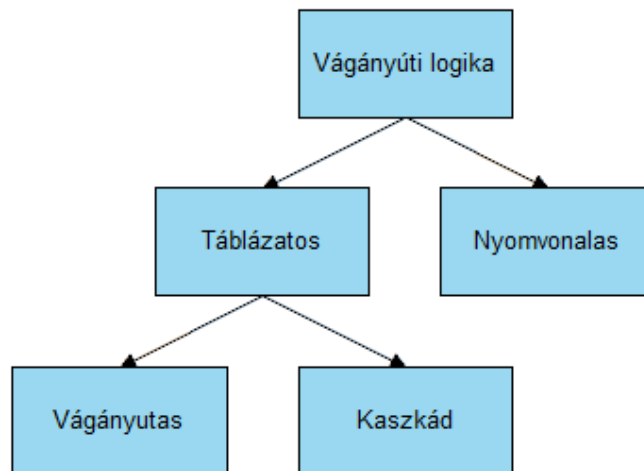 Vágányúti logika
Táblázatos
Nyomvonalas
Vágányutas
Kaszkád